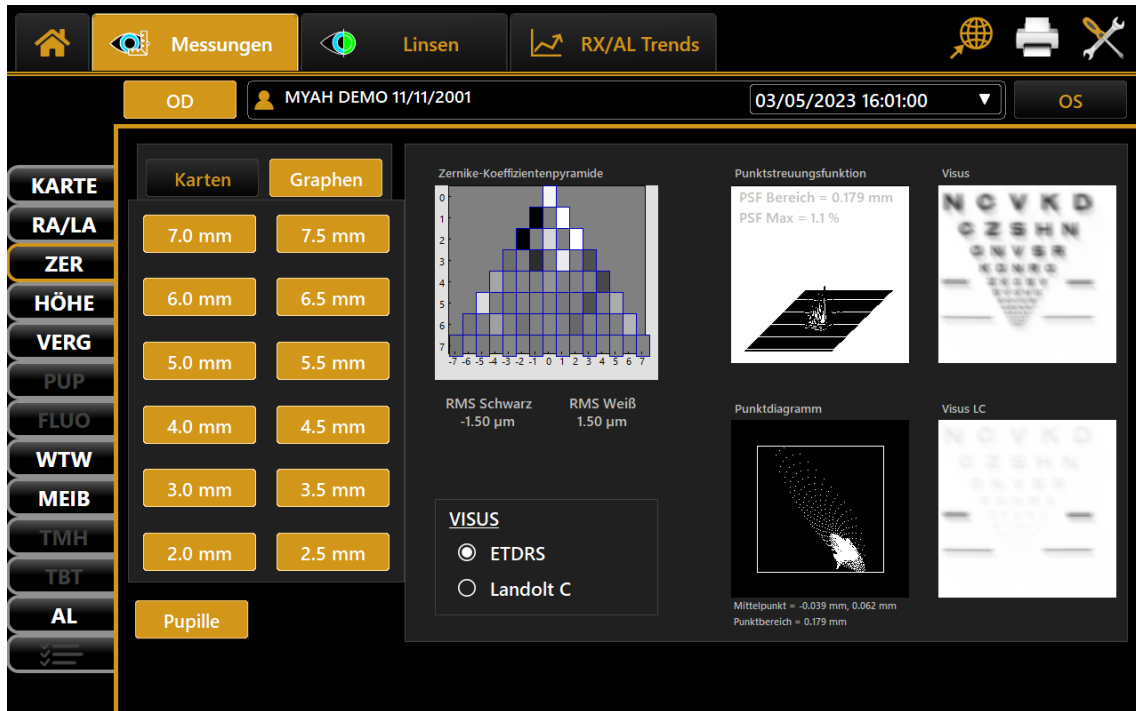 Messungen
Linsen
RX/AL Trends
OD
MYAH DEMO 11/11/2001
03/05/2023 16:01:00
▼
OS
KARTE
RA/LA
ZER
HÖHE
VERG
PUP
FLUO
WTW
MEIB
TMH
TBT
AL
Karten
Graphen
7.0 mm
7.5 mm
6.0 mm
6.5 mm
5.0 mm
5.5 mm
4.0 mm
4.5 mm
3.0 mm
3.5 mm
2.0 mm
2.5 mm
Pupille
Zernike-Koeffizientenpyramide
0
1
2
3
4
5
6
7
-7 -6 -5 -4 -3 -2 -1 0 1 2 3 4 5 6 7
RMS Schwarz
-1.50 µm
RMS Weiß
1.50 µm
VISUS
ETDRS
Landolt C
Punktstreuungsfunktion
PSF Bereich = 0.179 mm
PSF Max = 1.1 %
Visus
N C V K D
C Z S H N
O N V S R
K D N R O
Punktdiagramm
Mittelpunkt = -0.039 mm, 0.062 mm
Punktbereich = 0.179 mm
Visus LC
N C V K D
C Z S H N